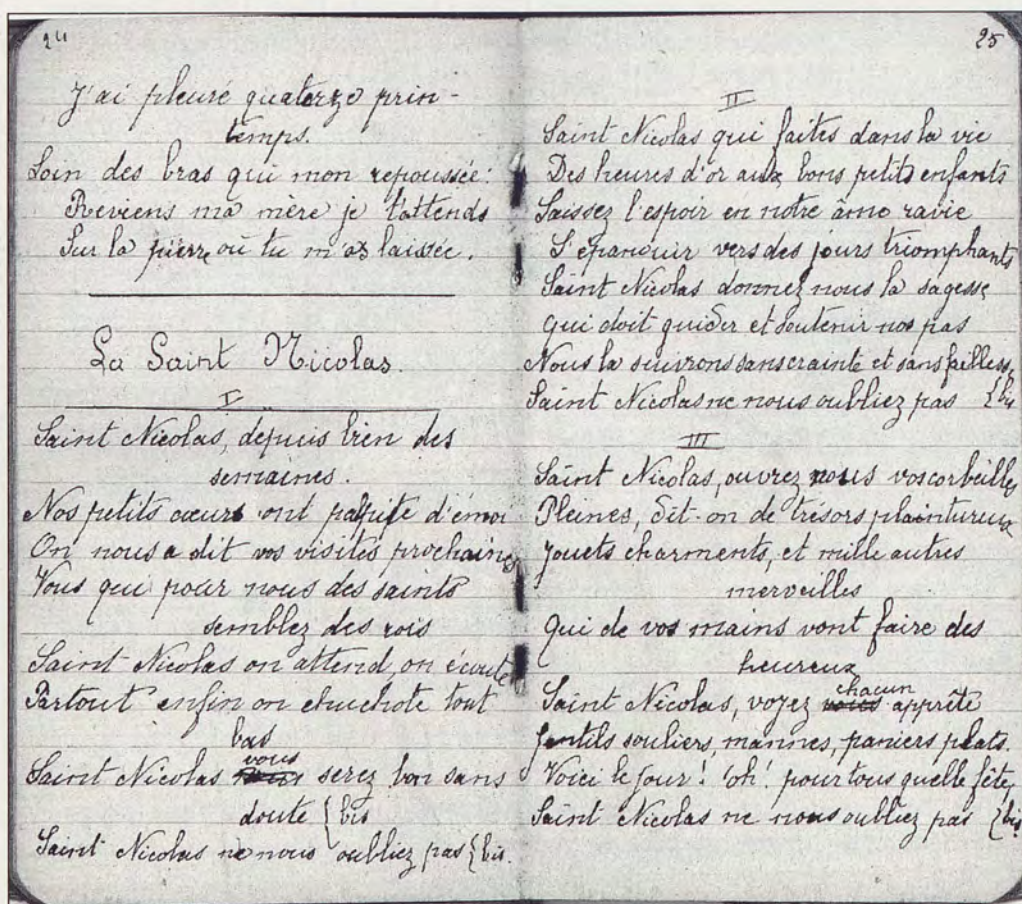 24
J'ai pleuré quatorze prin-
temps.
Loin des bras qui mon repoussée:
Reviens ma mère je t'attends
Sur la pierre où tu m'as laissée.
La Saint Nicolas.
I
Saint Nicolas, depuis bien des
semaines.
Nos petits cœurs ont palpité d'émoi
On nous a dit vos visites prochaines
Vous qui pour nous des saints
semblez des rois
Saint Nicolas on attend, on écoute
Partout enfin on chuchote tout
bas
vous
Saint Nicolas serez bon sans
doute { bis
Saint Nicolas ne nous oubliez pas { bis.
25
II
Saint Nicolas qui faites dans la vie
Des heures d'or aux bons petits enfants
Laissez l'espoir en notre âme ravie
S'épanouir vers des jours triomphants
Saint Nicolas donnez nous la sagesse
Qui doit guider et soutenir nos pas
Nous la suivrons sans crainte et sans
Saint Nicolas ne nous oubliez pas { bis
III
Saint Nicolas, ouvrez nous vos corbeilles
Pleines, dit-on de trésors plaintureux
Jouets charments, et mille autres
merveilles
Qui de vos mains vont faire des
heureux
chacun
Saint Nicolas, voyez apprête
Gentils souliers, mannes, paniers plats.
Voici le jour! oh! pour tous quelle fête,
Saint Nicolas ne nous oubliez pas { bis